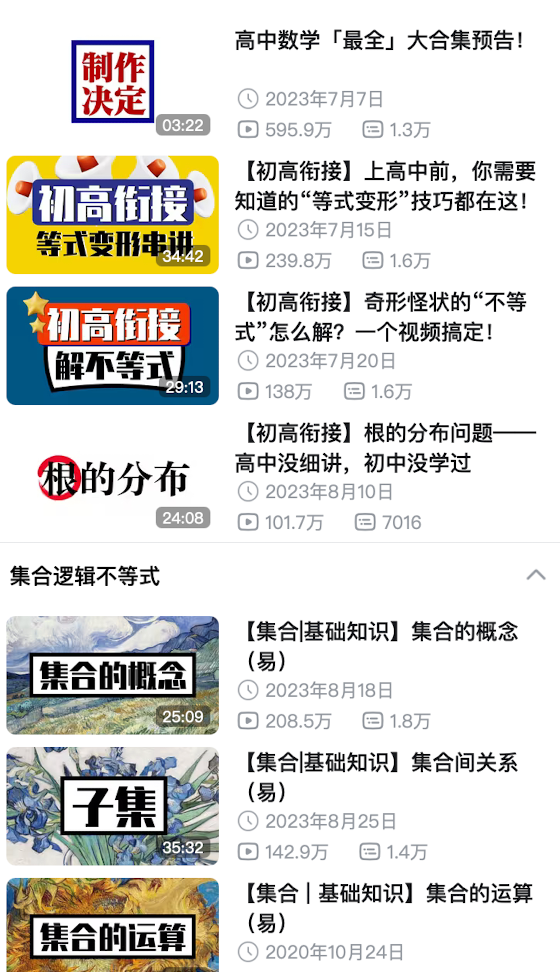 制作
决定
03:22
高中数学「最全」大合集预告！
2023年7月7日
595.9万
1.3万
初高衔接
等式变形串讲
34:42
【初高衔接】上高中前，你需要
知道的“等式变形”技巧都在这！
2023年7月15日
239.8万
1.6万
初高衔接
解不等式
29:13
【初高衔接】奇形怪状的“不等
式”怎么解？一个视频搞定！
2023年7月20日
138万
1.6万
根的分布
24:08
【初高衔接】根的分布问题——
高中没细讲，初中没学过
2023年8月10日
101.7万
7016
集合逻辑不等式
集合的概念
25:09
【集合|基础知识】集合的概念
（易）
2023年8月18日
208.5万
1.8万
子集
35:32
【集合|基础知识】集合间关系
（易）
2023年8月25日
142.9万
1.4万
集合的运算
【集合 | 基础知识】集合的运算
（易）
2020年10月24日